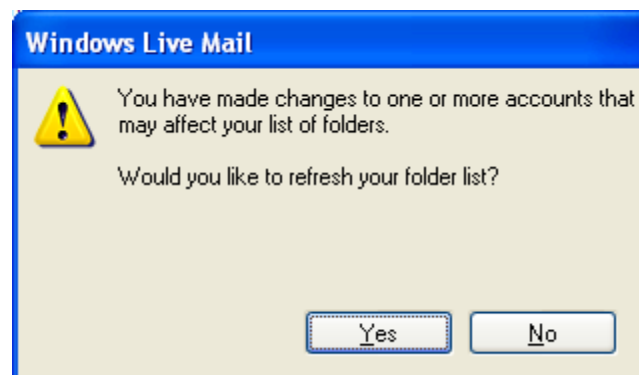 Windows Live Mail
You have made changes to one or more accounts that
may affect your list of folders.
Would you like to refresh your folder list?
Yes
No